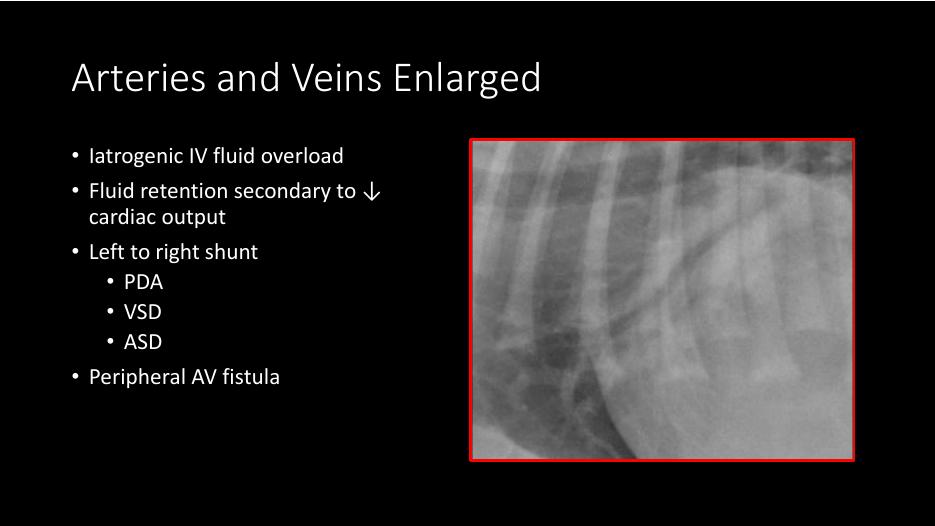 Arteries and Veins Enlarged
• Iatrogenic IV fluid overload
• Fluid retention secondary to ↓
cardiac output
• Left to right shunt
• PDA
• VSD
• ASD
• Peripheral AV fistula